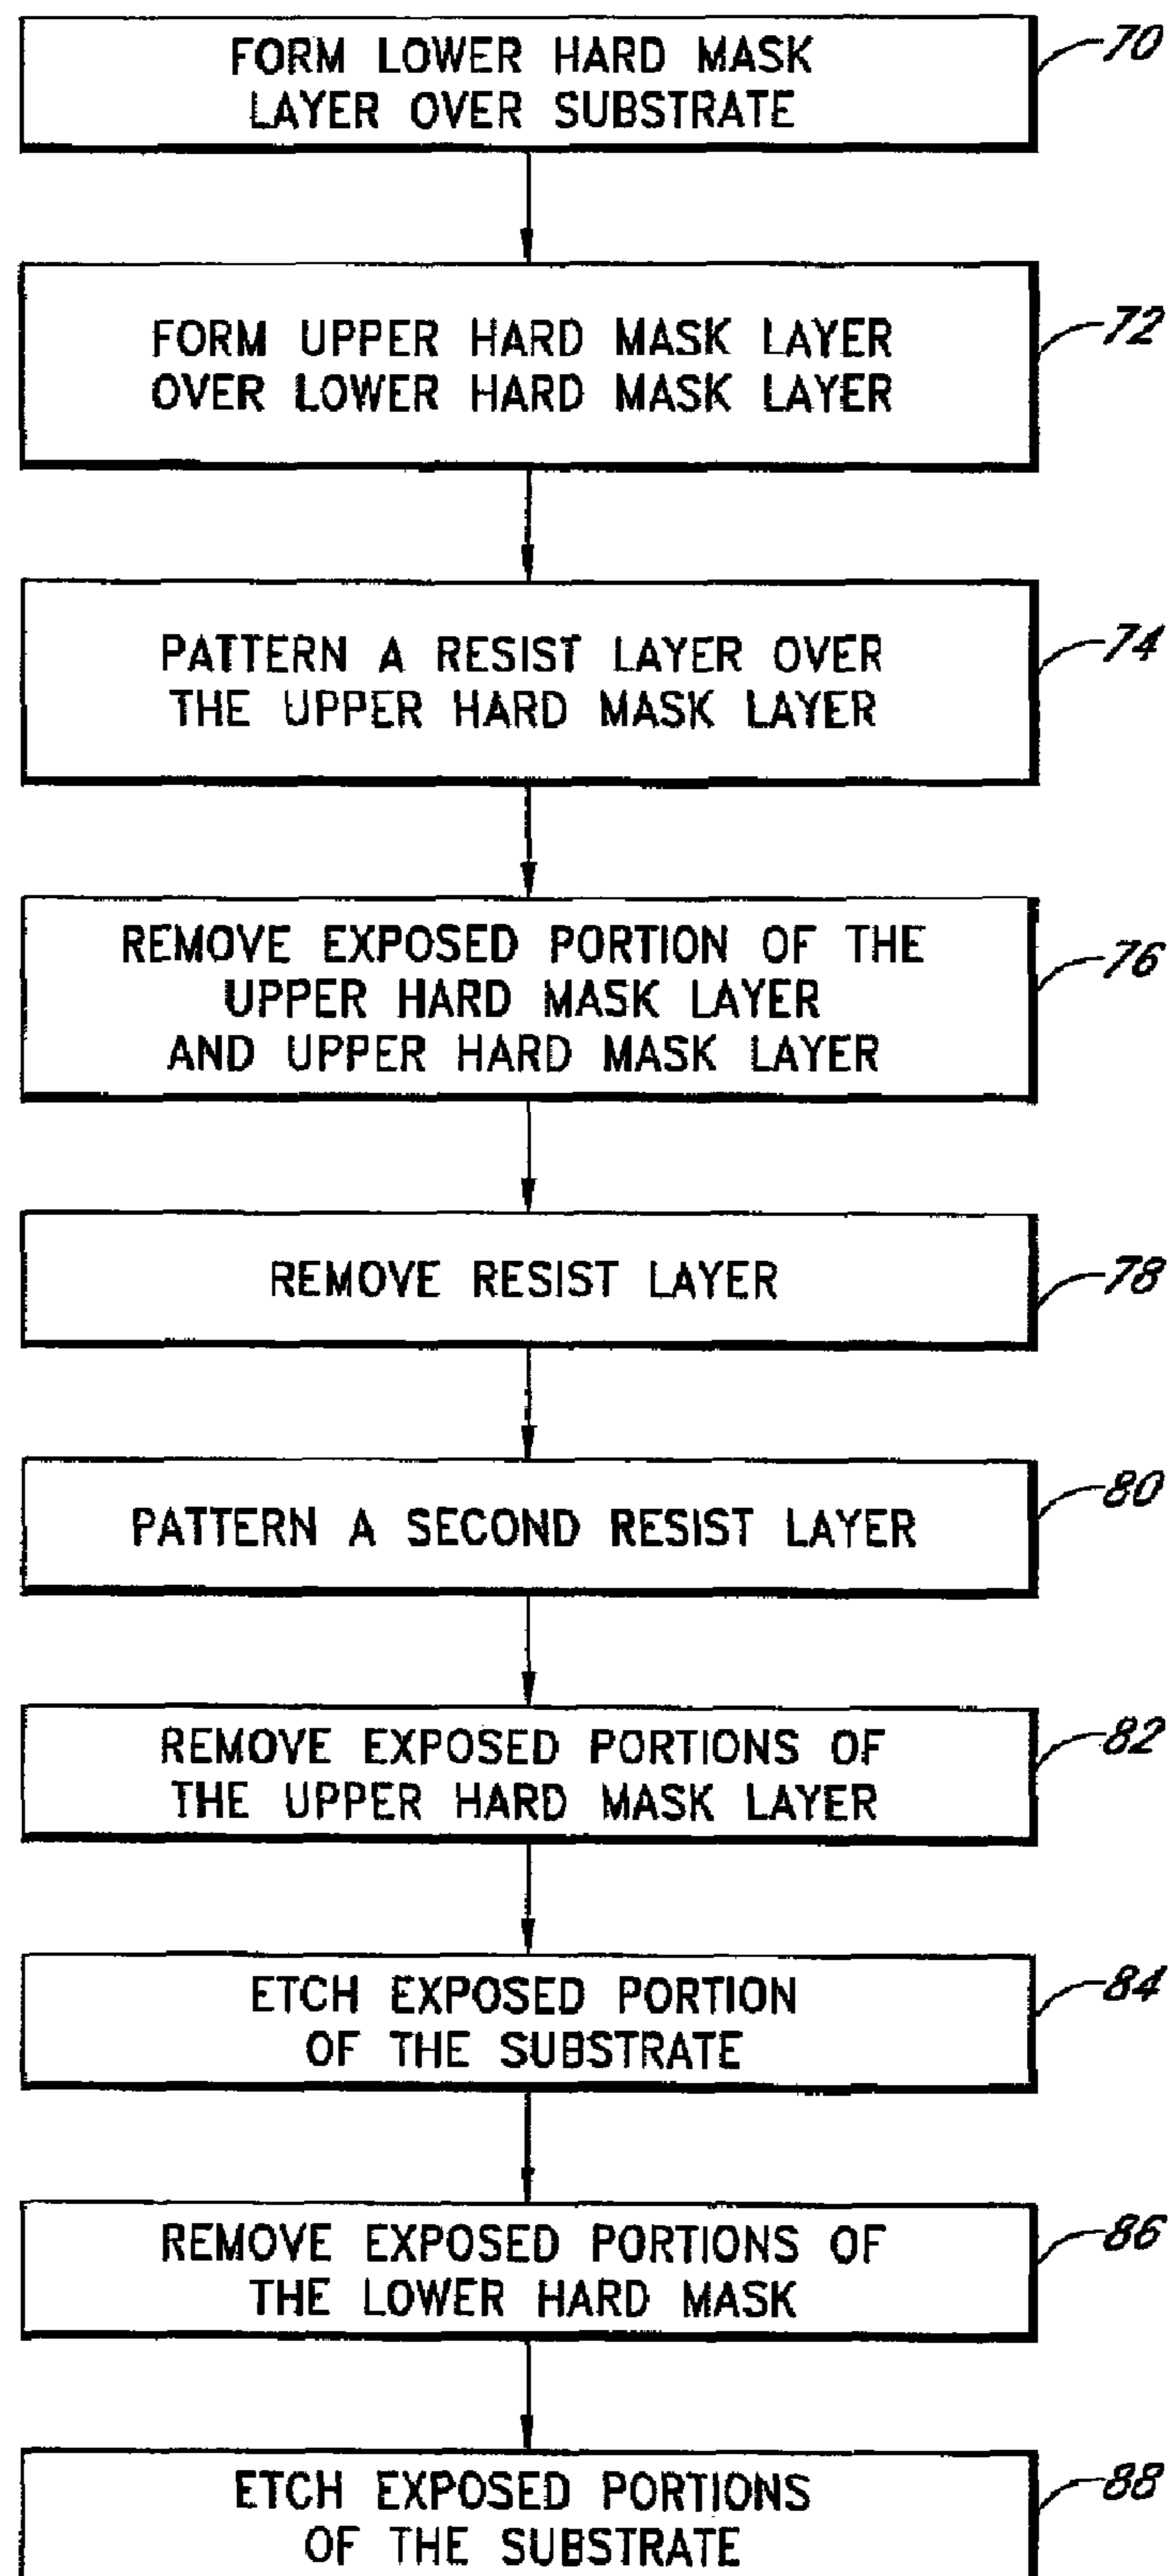 FORM LOWER HARD MASK
LAYER OVER SUBSTRATE
70
FORM UPPER HARD MASK LAYER
OVER LOWER HARD MASK LAYER
72
PATTERN A RESIST LAYER OVER
THE UPPER HARD MASK LAYER
74
REMOVE EXPOSED PORTION OF THE
UPPER HARD MASK LAYER
AND UPPER HARD MASK LAYER
76
REMOVE RESIST LAYER
78
PATTERN A SECOND RESIST LAYER
80
REMOVE EXPOSED PORTIONS OF
THE UPPER HARD MASK LAYER
82
ETCH EXPOSED PORTION
OF THE SUBSTRATE
84
REMOVE EXPOSED PORTIONS OF
THE LOWER HARD MASK
86
ETCH EXPOSED PORTIONS
OF THE SUBSTRATE
88